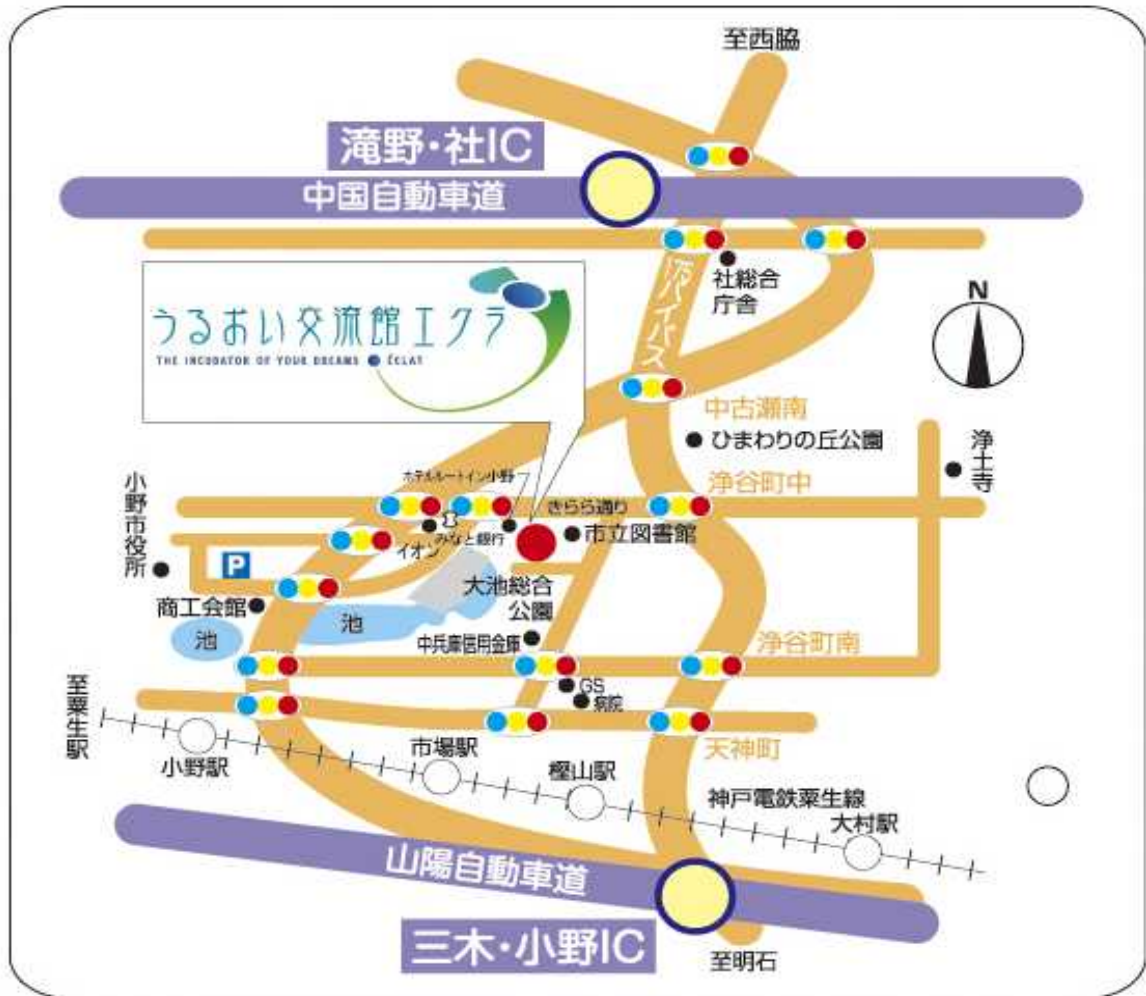 至西脇
滝野・社IC
中国自動車道
社総合
庁舎
バイパス
うるおい交流館エクラ
THE INCUBATOR OF YOUR DREAMS ECLAT
N
中古瀬南
ひまわりの丘公園
浄土寺
浄谷町中
ホテルルートイン小野
きらら通り
小野市役所
市立図書館
みなと銀行
イオン
P
大池総合
公園
商工会館
池
池
中兵庫信用金庫
浄谷町南
GS
病院
至粟生駅
天神町
小野駅
市場駅
樫山駅
神戸電鉄粟生線
大村駅
山陽自動車道
三木・小野IC
至明石